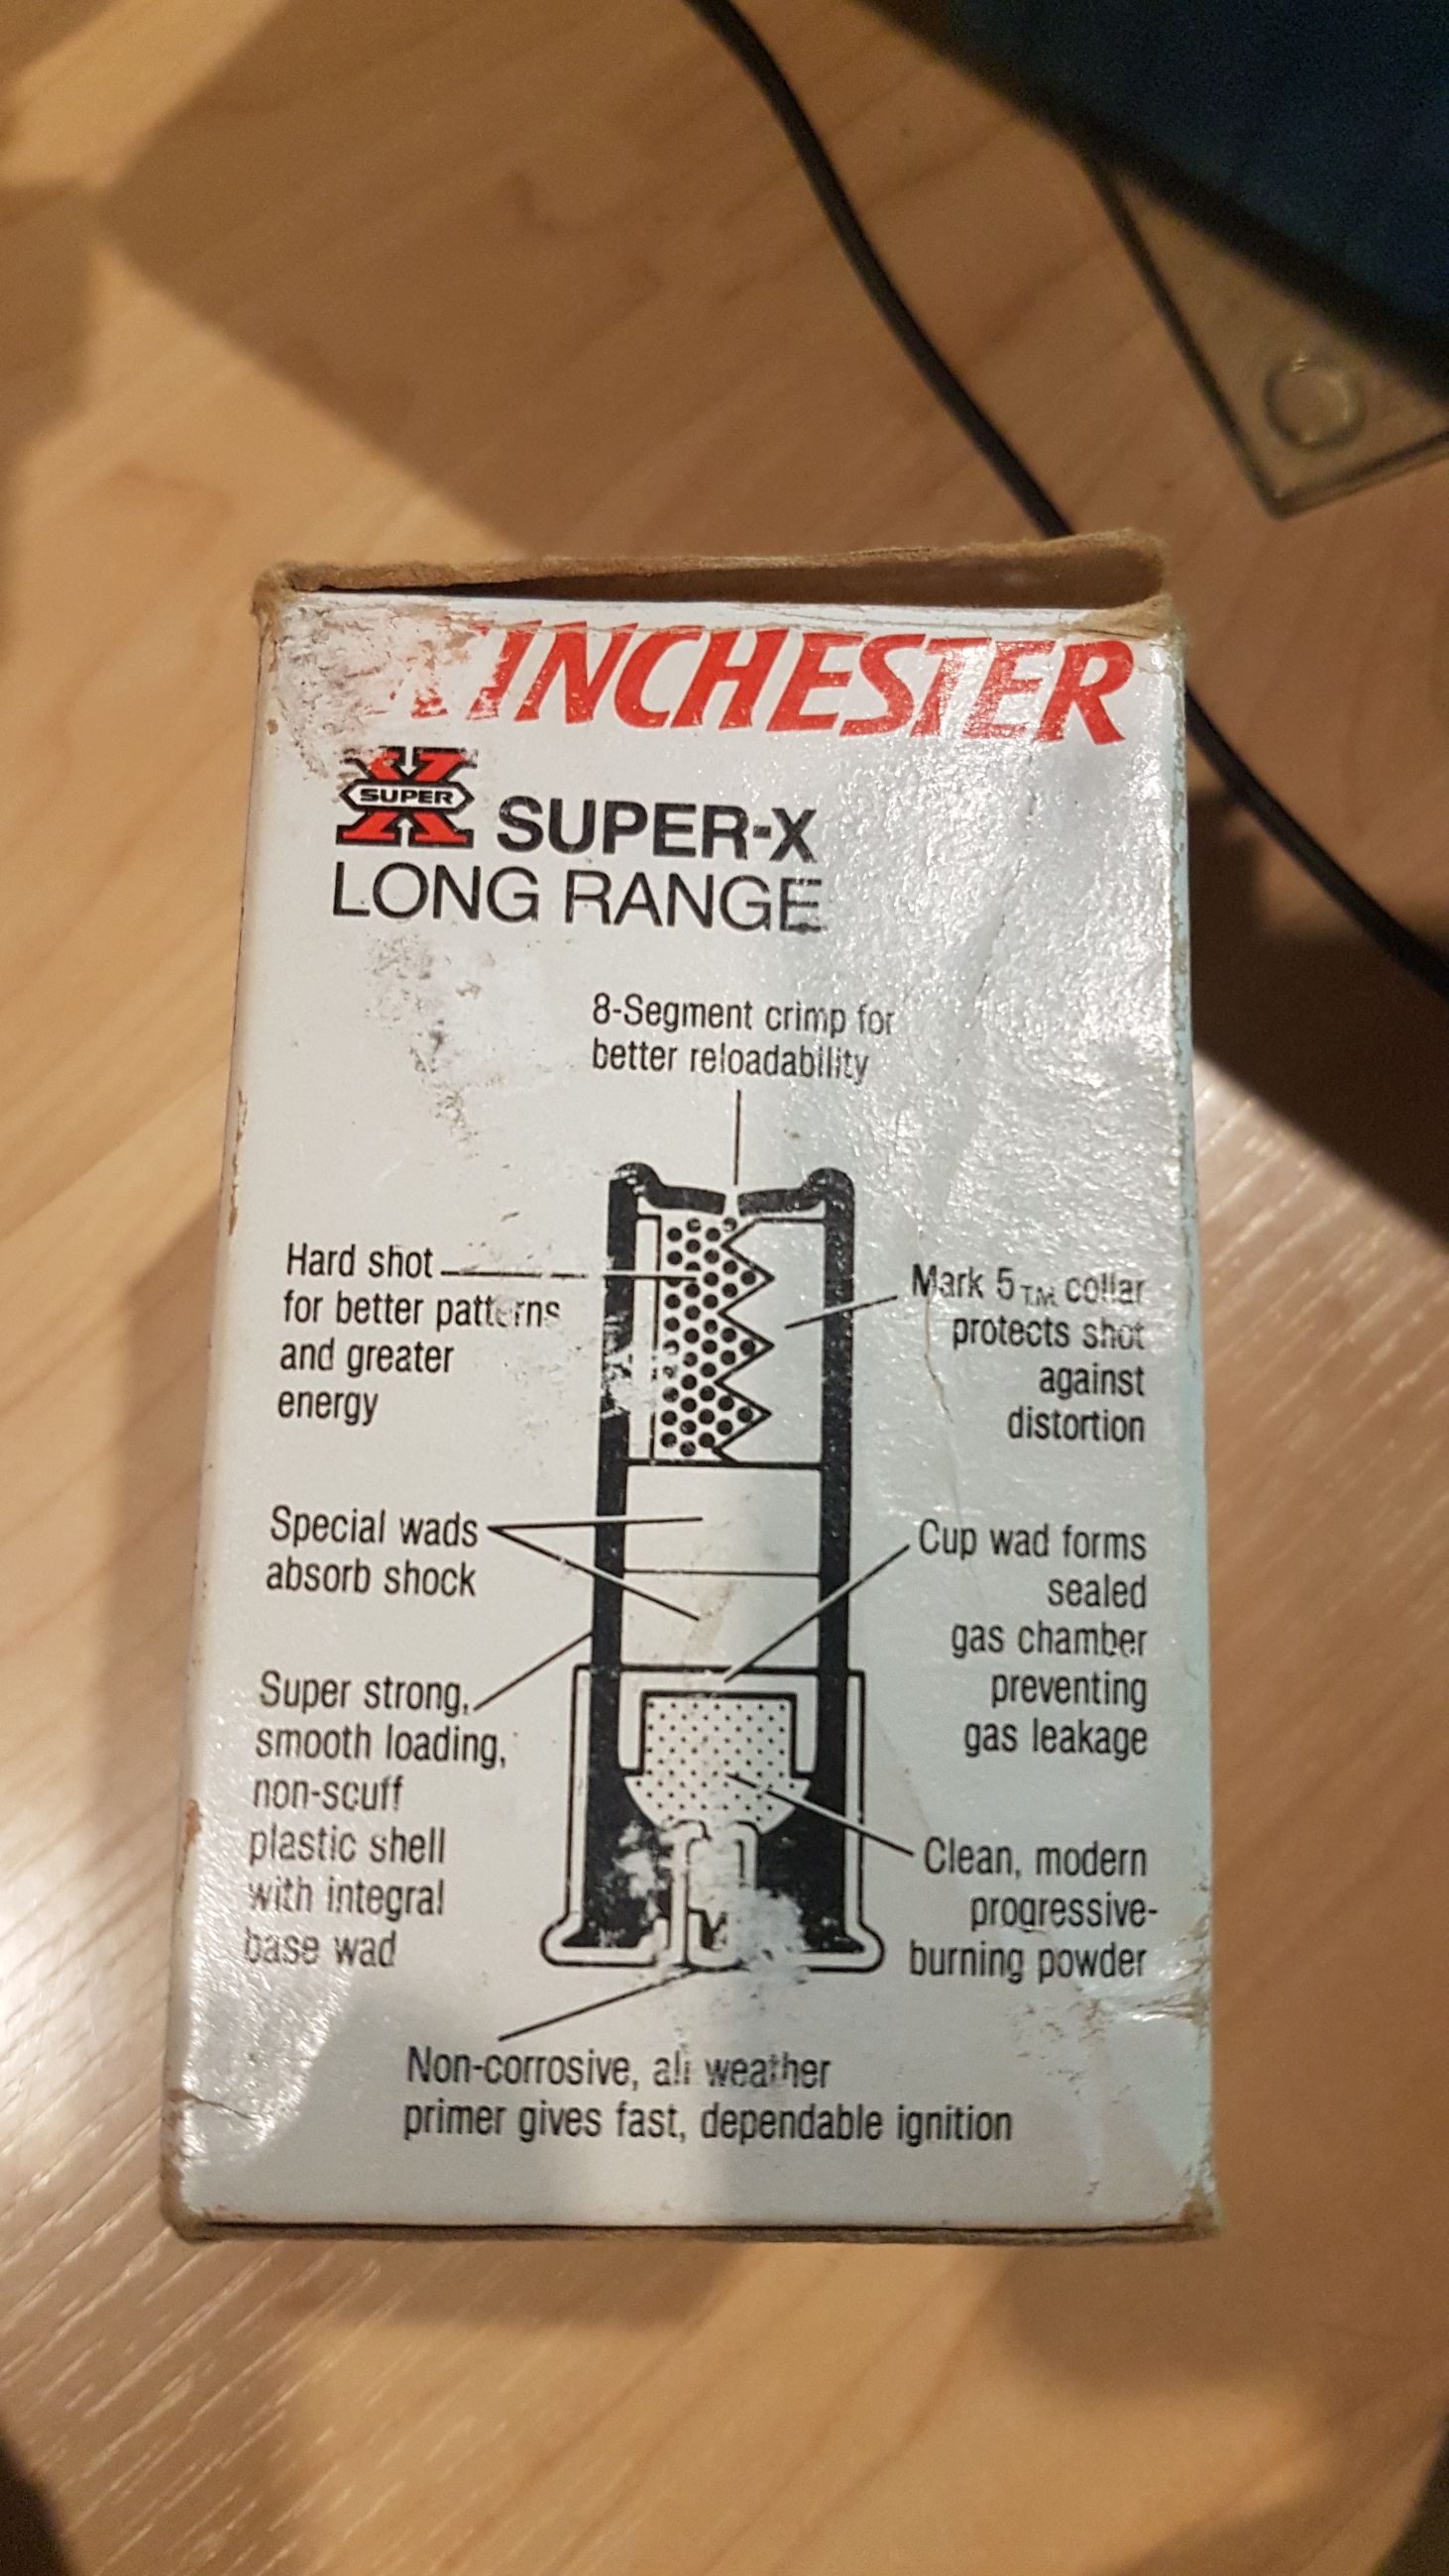 WINCHESTER
SUPER
SUPER-X
LONG RANGE
8-Segment crimp for
better reloadability
Hard shot
for better patterns
and greater
energy
Mark 5™ collar
protects shot
against
distortion
Special wads
absorb shock
Cup wad forms
sealed
gas chamber
preventing
gas leakage
Super strong,
smooth loading,
non-scuff
plastic shell
with integral
base wad
Clean, modern
progressive-
burning powder
Non-corrosive, all weather
primer gives fast, dependable ignition